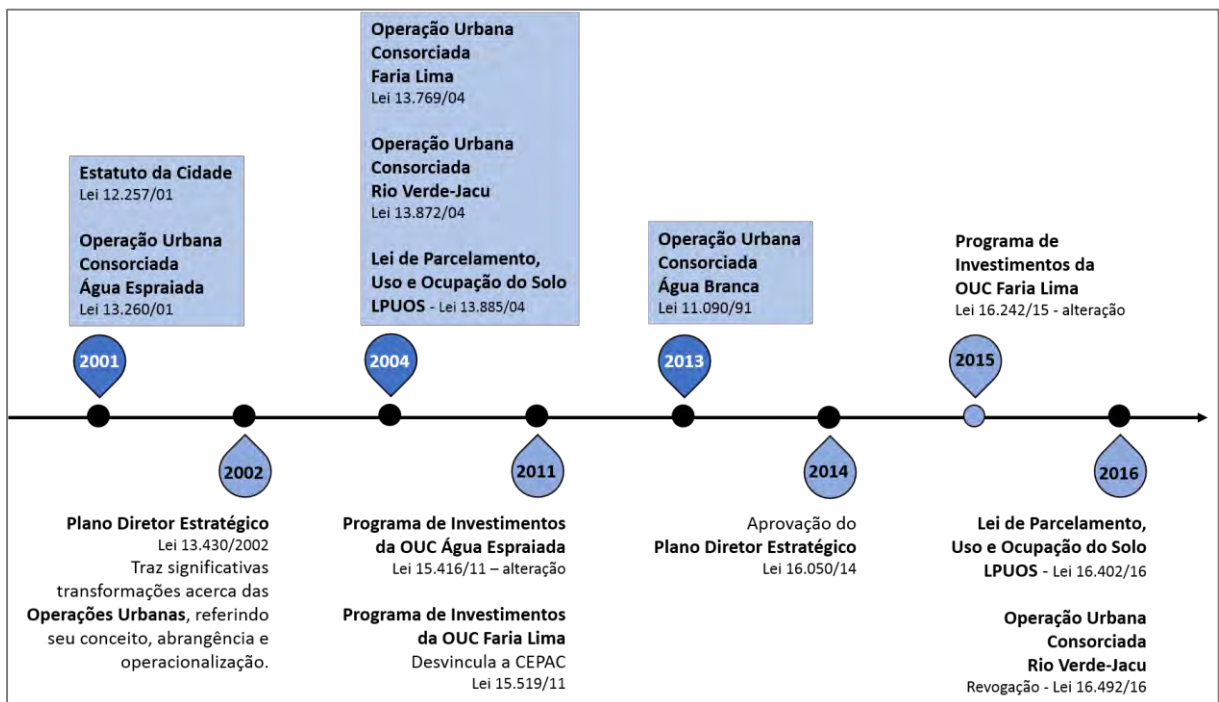 Estatuto da Cidade
Lei 12.257/01
Operação Urbana
Consorciada
Água Espraiada
Lei 13.260/01
2001
Operação Urbana
Consorciada
Faria Lima
Lei 13.769/04
Operação Urbana
Consorciada
Rio Verde-Jacu
Lei 13.872/04
Lei de Parcelamento,
Uso e Ocupação do Solo
LPUOS - Lei 13.885/04
2004
Operação Urbana
Consorciada
Água Branca
Lei 11.090/91
2013
Programa de
Investimentos da
OUC Faria Lima
Lei 16.242/15 - alteração
2015
2002
Plano Diretor Estratégico
Lei 13.430/2002
Traz significativas
transformações acerca das
Operações Urbanas, referindo
seu conceito, abrangência e
operacionalização.
2011
Programa de Investimentos
da OUC Água Espraiada
Lei 15.416/11 – alteração
Programa de Investimentos
da OUC Faria Lima
Desvincula a CEPAC
Lei 15.519/11
2014
Aprovação do
Plano Diretor Estratégico
Lei 16.050/14
2016
Lei de Parcelamento,
Uso e Ocupação do Solo
LPUOS - Lei 16.402/16
Operação Urbana
Consorciada
Rio Verde-Jacu
Revogação - Lei 16.492/16